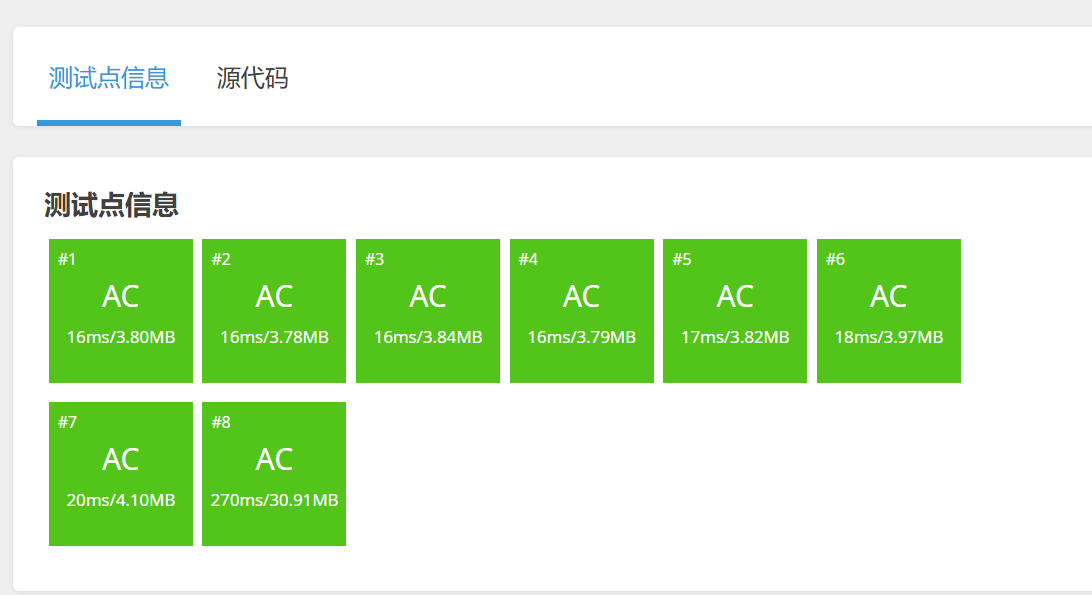 测试点信息 源代码
测试点信息
#1 #2 #3 #4 #5 #6
AC AC AC AC AC AC
16ms/3.80MB 16ms/3.78MB 16ms/3.84MB 16ms/3.79MB 17ms/3.82MB 18ms/3.97MB
#7 #8
AC AC
20ms/4.10MB 270ms/30.91MB